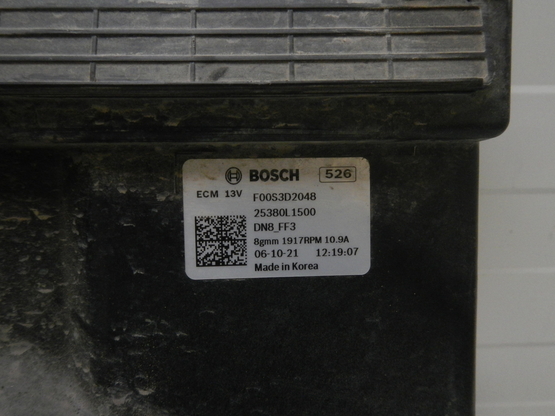 BOSCH 526
ECM 13V F00S3D2048
25380L1500
DN8_FF3
8gmm 1917RPM 10.9A
06-10-21 12:19:07
Made in Korea